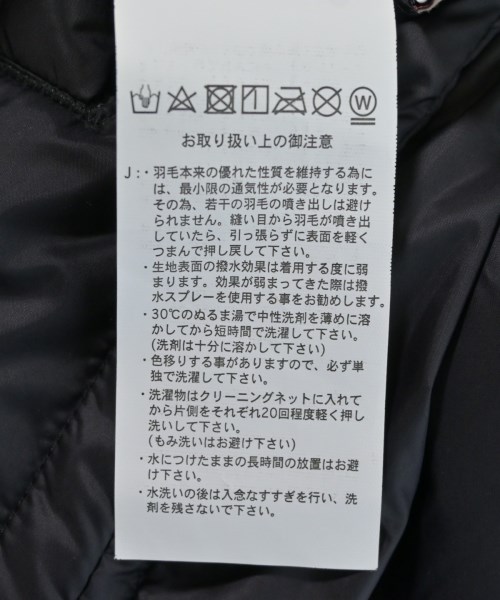 W
お取り扱い上の御注意
J:・羽毛本来の優れた性質を維持する為に
は、最小限の通気性が必要となります。
その為、若干の羽毛の噴き出しは避け
られません。縫い目から羽毛が噴き出
していたら、引っ張らずに表面を軽く
つまんで押し戻して下さい。
・生地表面の撥水効果は着用する度に弱
まります。効果が弱まってきた際は撥
水スプレーを使用する事をお勧めします。
・30℃のぬるま湯で中性洗剤を薄めに溶
かしてから短時間で洗濯して下さい。
(洗剤は十分に溶かして下さい)
・色移りする事がありますので、必ず単
独で洗濯して下さい。
・洗濯物はクリーニングネットに入れて
から片側をそれぞれ20回程度軽く押し
洗いして下さい。
(もみ洗いはお避け下さい)
・水につけたままの長時間の放置はお避
け下さい。
・水洗いの後は入念なすすぎを行い、洗
剤を残さないで下さい。